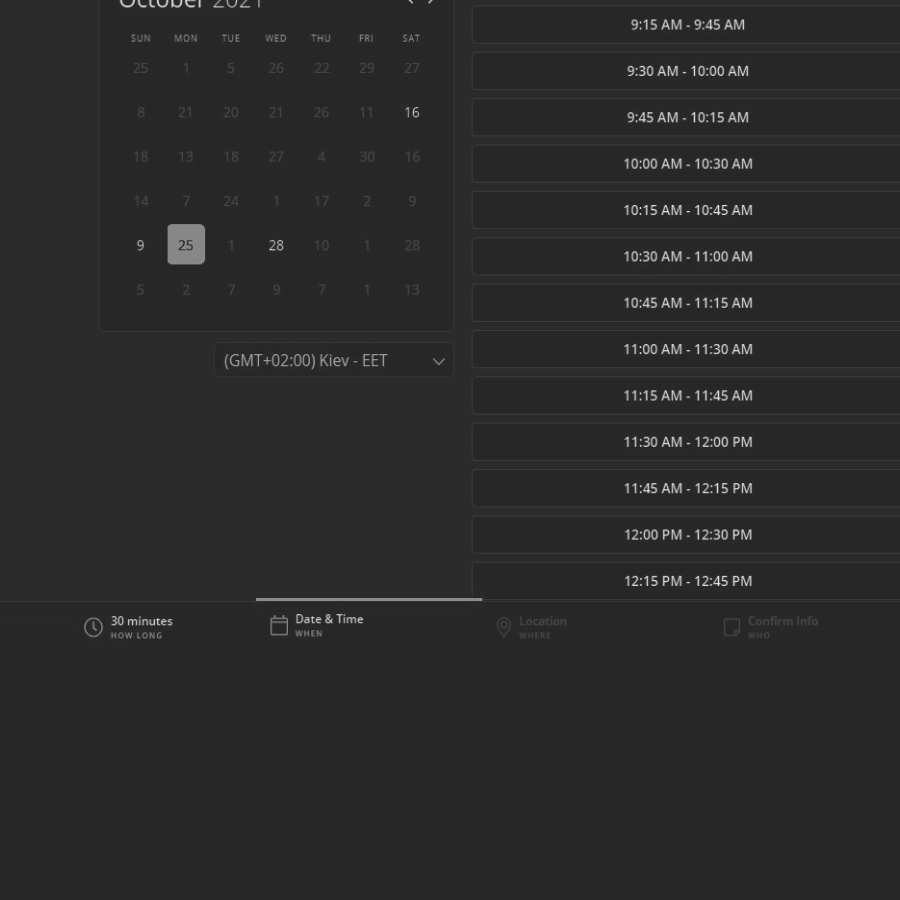 October 2021
SUN MON TUE WED THU FRI SAT
25 1 5 26 22 29 27
8 21 20 21 26 11 16
18 13 18 27 4 30 16
14 7 24 1 17 2 9
9 25 1 28 10 1 28
5 2 7 9 7 1 13
(GMT+02:00) Kiev - EET
9:15 AM - 9:45 AM
9:30 AM - 10:00 AM
9:45 AM - 10:15 AM
10:00 AM - 10:30 AM
10:15 AM - 10:45 AM
10:30 AM - 11:00 AM
10:45 AM - 11:15 AM
11:00 AM - 11:30 AM
11:15 AM - 11:45 AM
11:30 AM - 12:00 PM
11:45 AM - 12:15 PM
12:00 PM - 12:30 PM
12:15 PM - 12:45 PM
30 minutes
HOW LONG
Date & Time
WHEN
Location
WHERE
Confirm Info
WHO